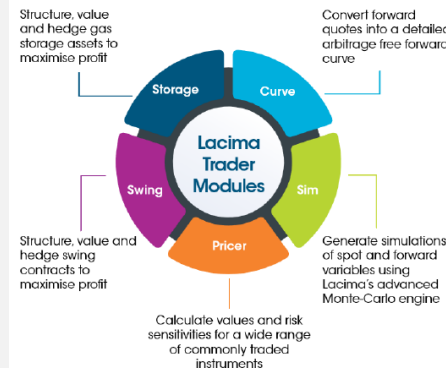 Structure, value
and hedge gas
storage assets to
maximise profit
Convert forward
quotes into a detailed
arbitrage free forward
curve
Storage
Curve
Lacima
Trader
Modules
Swing
Sim
Pricer
Structure, value and
hedge swing
contracts to
maximise profit
Generate simulations
of spot and forward
variables using
Lacima's advanced
Monte-Carlo engine
Calculate values and risk
sensitivities for a wide range
of commonly traded
instruments